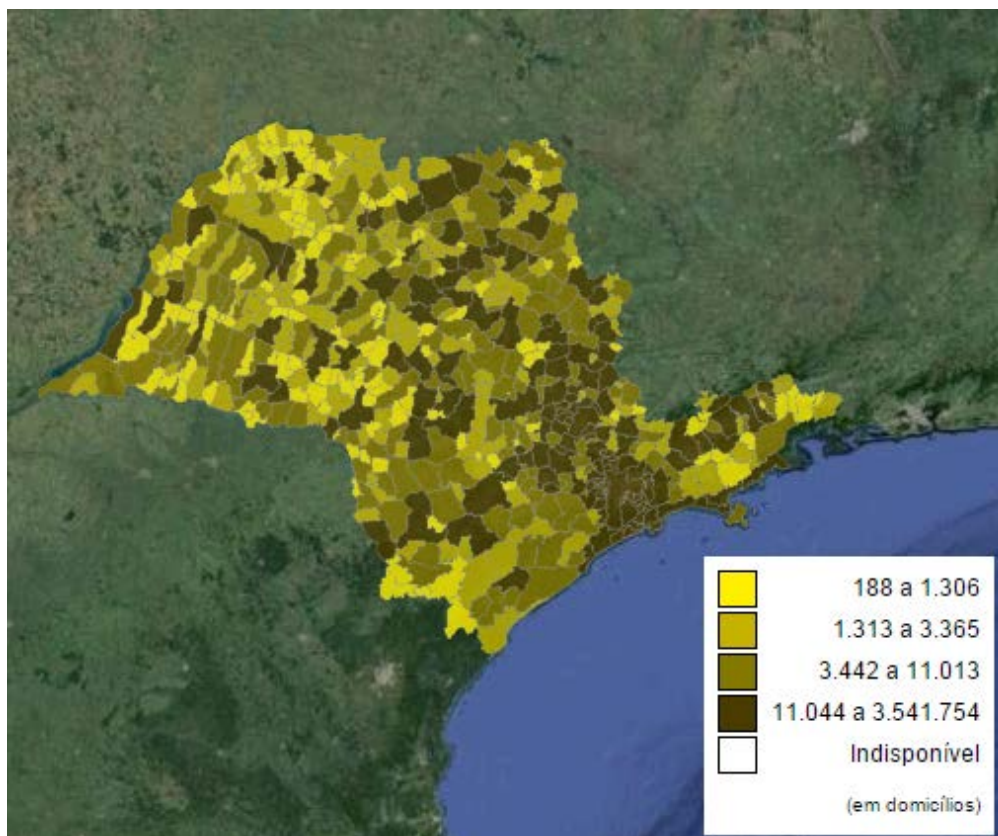 188 a 1.306
1.313 a 3.365
3.442 a 11.013
11.044 a 3.541.754
Indisponível
(em domicílios)